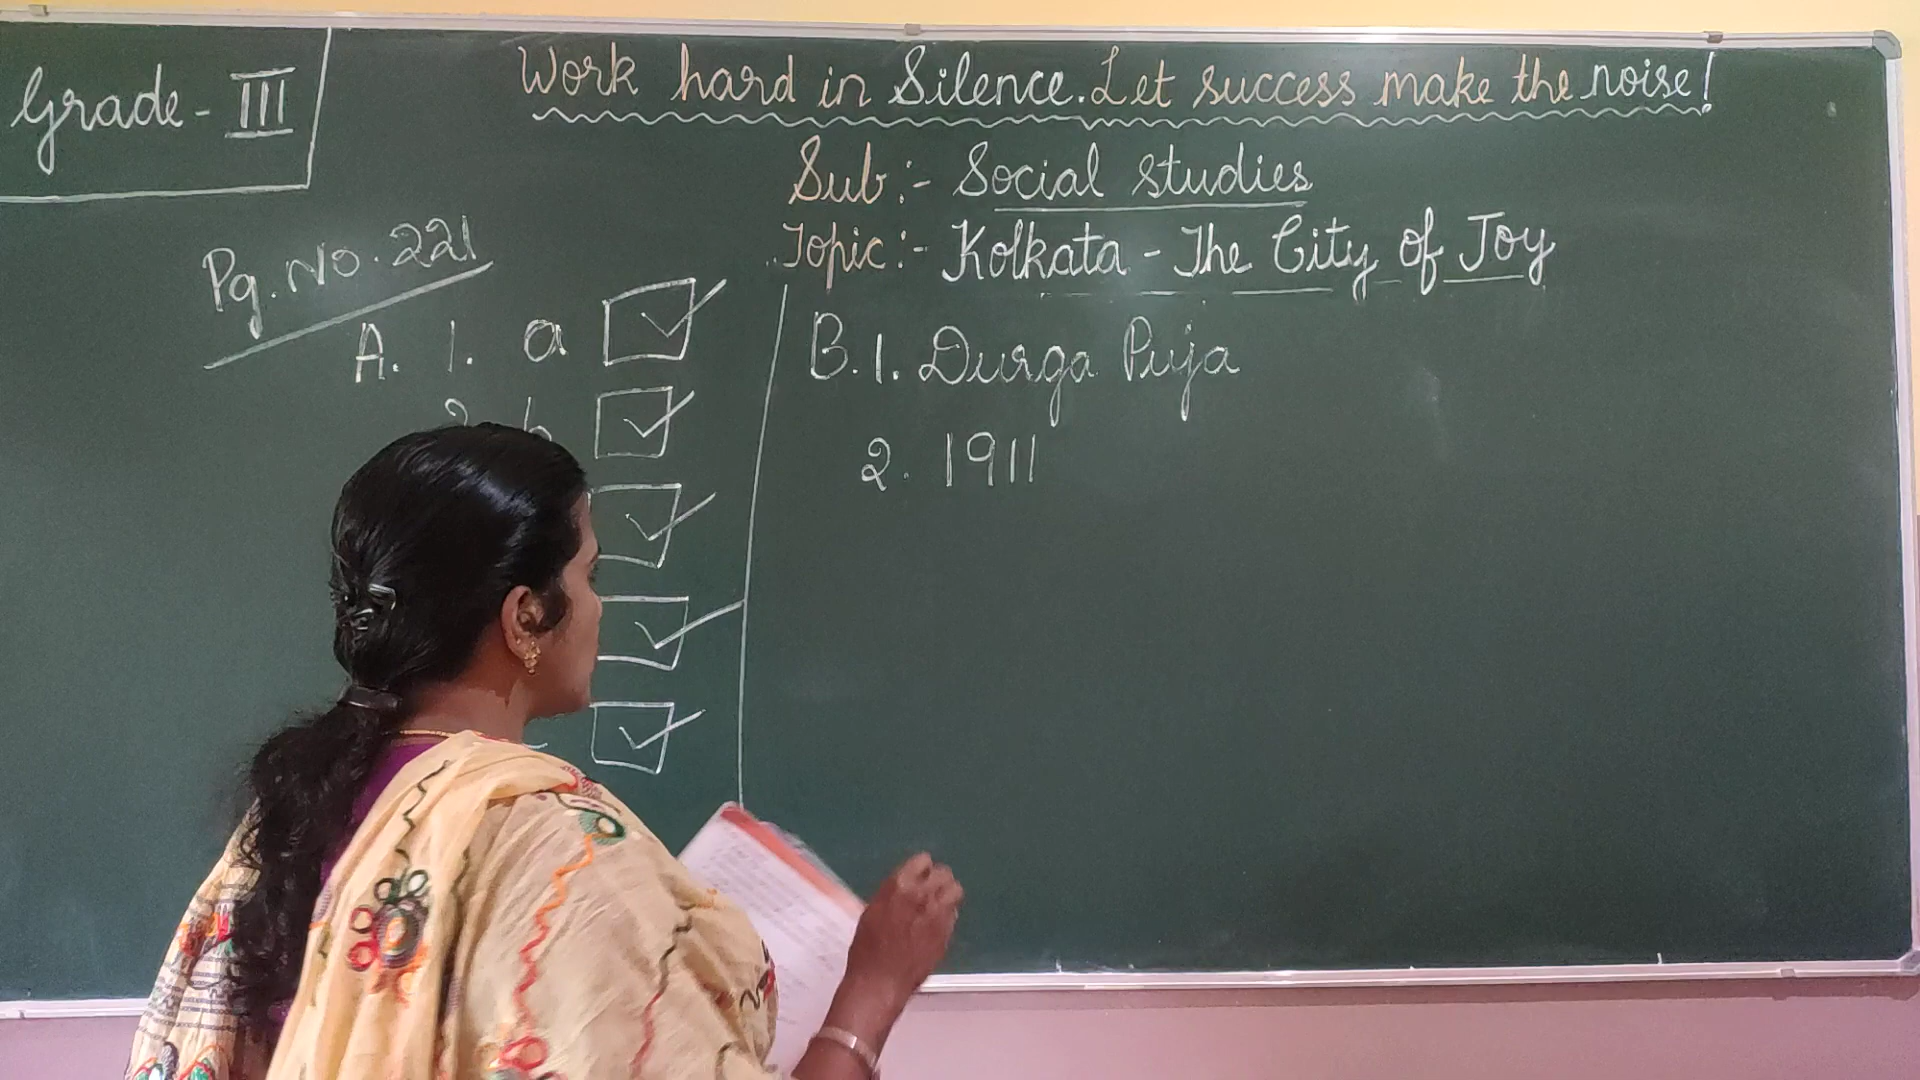 Grade - III
Work hard in Silence. Let success make the noise!
Sub:- Social studies
Topic:- Kolkata - The City of Joy
Pg. No. 221
A. 1. a
2. b
B. 1. Durga Puja
2. 1911